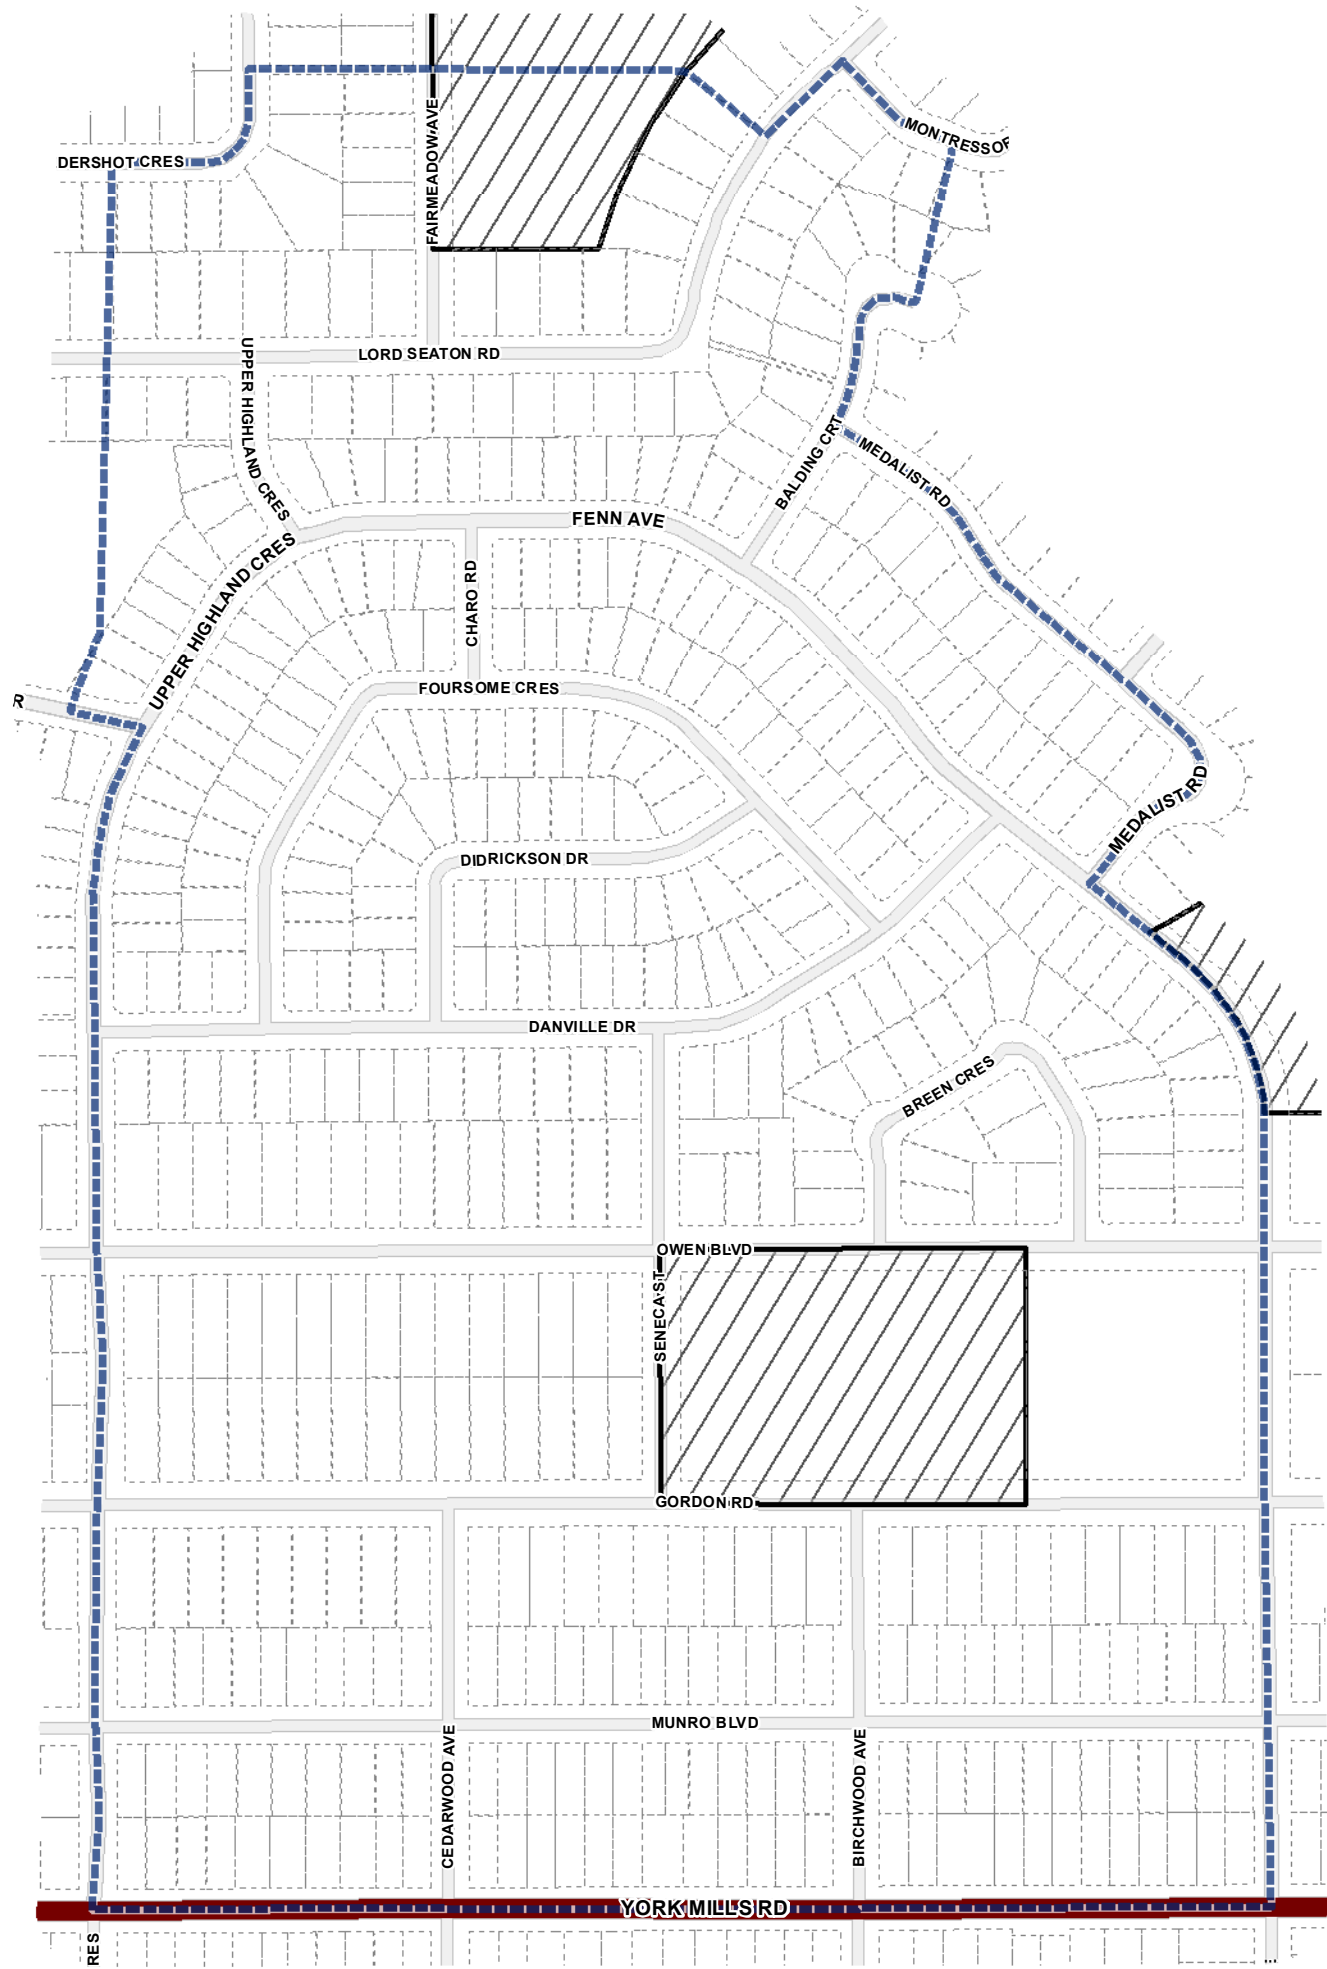 MONTRESSOR
DERSHOT CRES
FAIRMEADOW AVE
LORD SEATON RD
UPPER HIGHLAND CRES
BALDING CRT
MEDALIST RD
FENN AVE
UPPER HIGHLAND CRES
CHARO RD
FOURSOME CRES
R
MEDALIST RD
DIDRICKSON DR
DANVILLE DR
BREEN CRES
OWEN BLVD
SENECA ST
GORDON RD
MUNRO BLVD
CEDARWOOD AVE
BIRCHWOOD AVE
YORK MILLS RD
RES
...